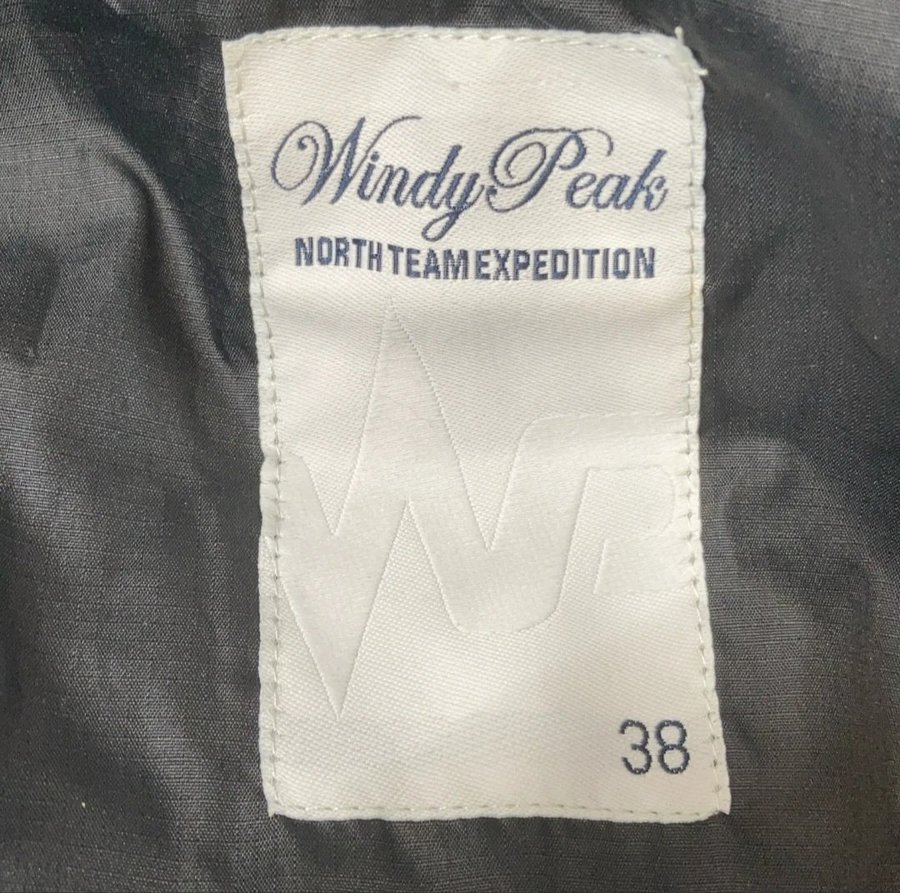 Windy Peak
NORTH TEAM EXPEDITION
38